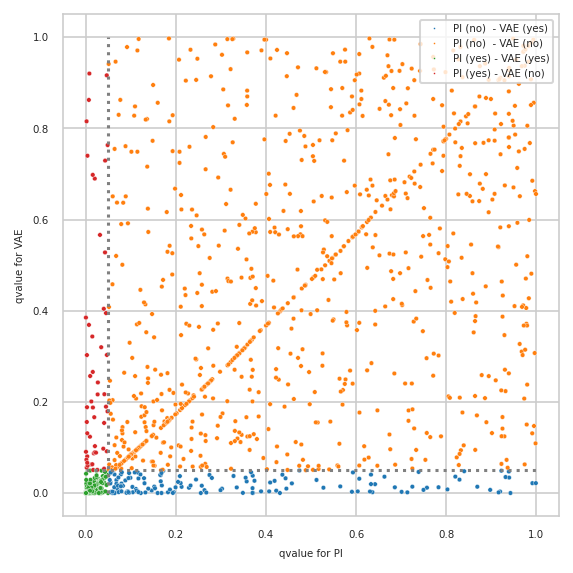 PI (no) - VAE (yes)
PI (no) - VAE (no)
PI (yes) - VAE (yes)
PI (yes) - VAE (no)
1.0
0.8
0.6
0.4
0.2
0.0
qvalue for VAE
0.0 0.2 0.4 0.6 0.8 1.0
qvalue for PI